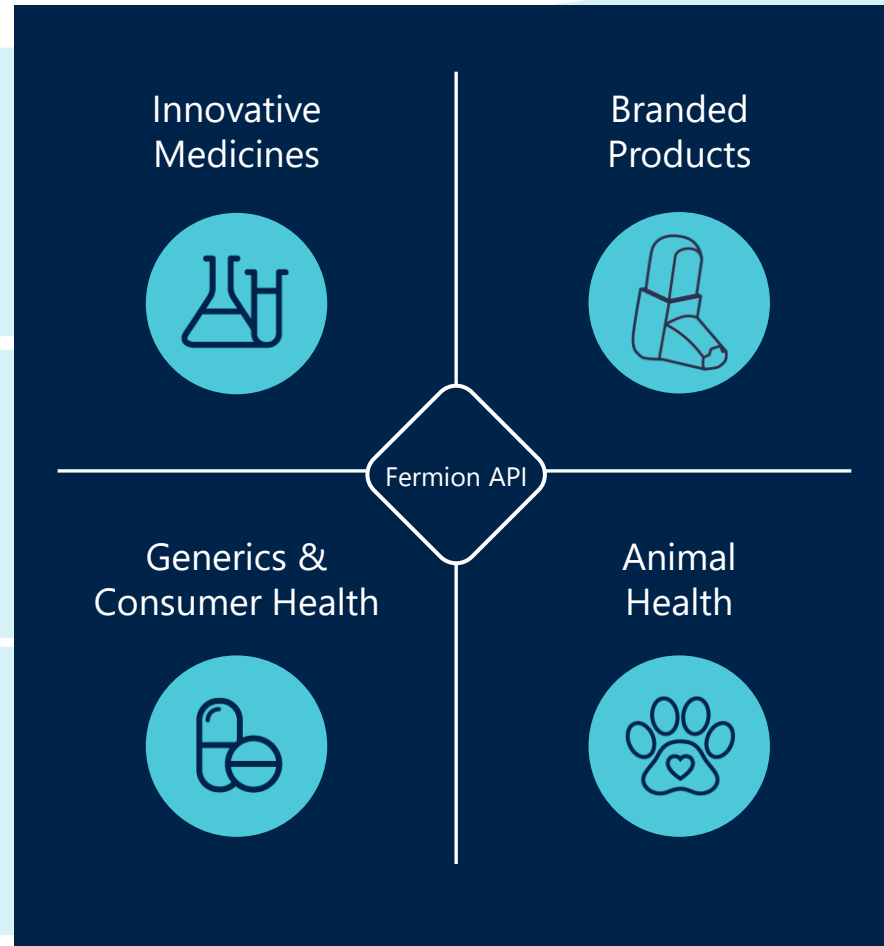 Innovative
Medicines
Branded
Products
Fermion API
Generics &
Consumer Health
Animal
Health